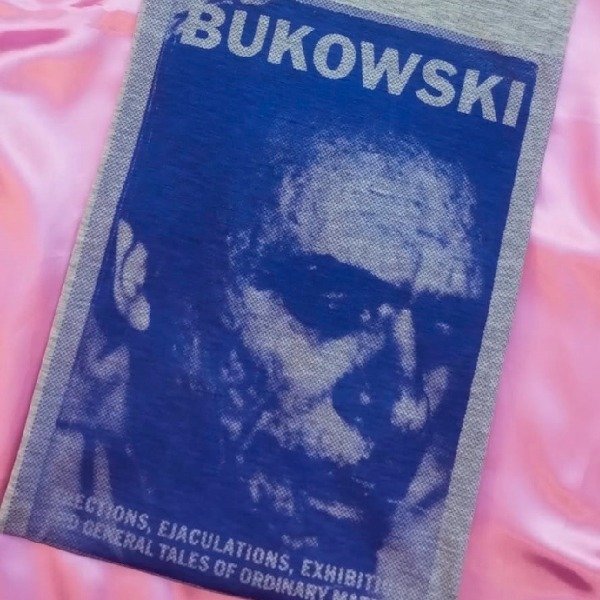 BUKOWSKI
ECTIONS, EJACULATIONS, EXHIBITI
D GENERAL TALES OF ORDINARY MA